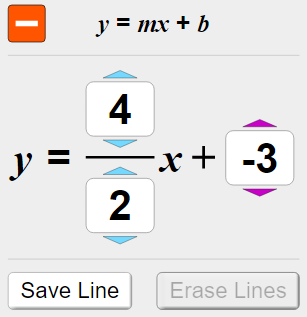 y = mx + b
y = 4/2 x + -3
Save Line
Erase Lines